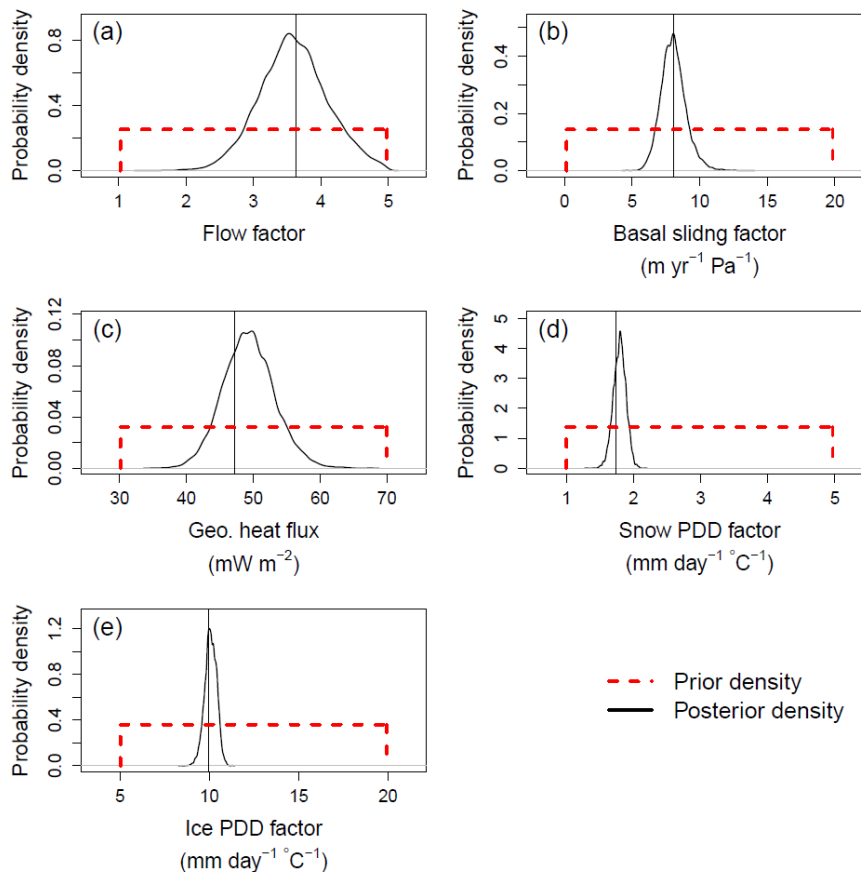 (a)
Probability density
0.0 0.4 0.8
1 2 3 4 5
Flow factor
(b)
Probability density
0.0 0.2 0.4
0 5 10 15 20
Basal slidng factor
(m yr⁻¹ Pa⁻¹)
(c)
Probability density
0.00 0.04 0.08 0.12
30 40 50 60 70
Geo. heat flux
(mW m⁻²)
(d)
Probability density
0 1 2 3 4 5
1 2 3 4 5
Snow PDD factor
(mm day⁻¹ °C⁻¹)
(e)
Probability density
0.0 0.4 0.8 1.2
5 10 15 20
Ice PDD factor
(mm day⁻¹ °C⁻¹)
Prior density
Posterior density